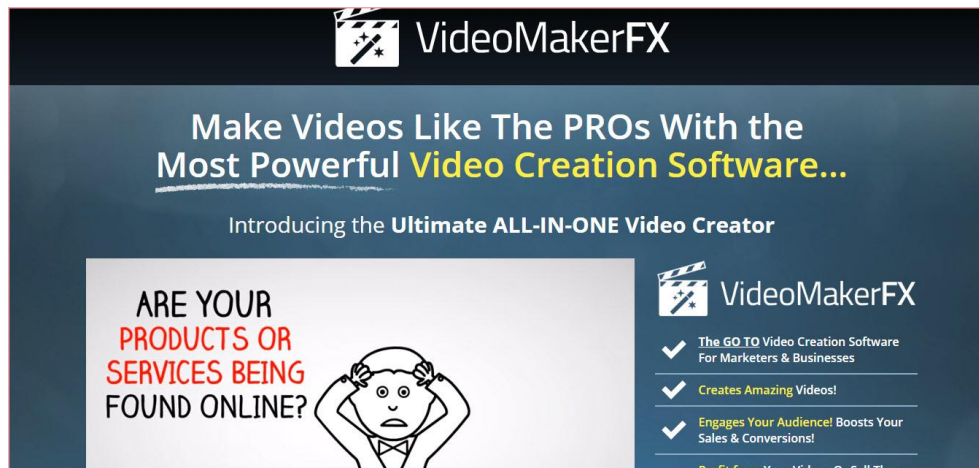 VideoMakerFX
Make Videos Like The PROs With the
Most Powerful Video Creation Software...
Introducing the Ultimate ALL-IN-ONE Video Creator
ARE YOUR
PRODUCTS OR
SERVICES BEING
FOUND ONLINE?
VideoMakerFX
The GO TO Video Creation Software
For Marketers & Businesses
Creates Amazing Videos!
Engages Your Audience! Boosts Your
Sales & Conversions!